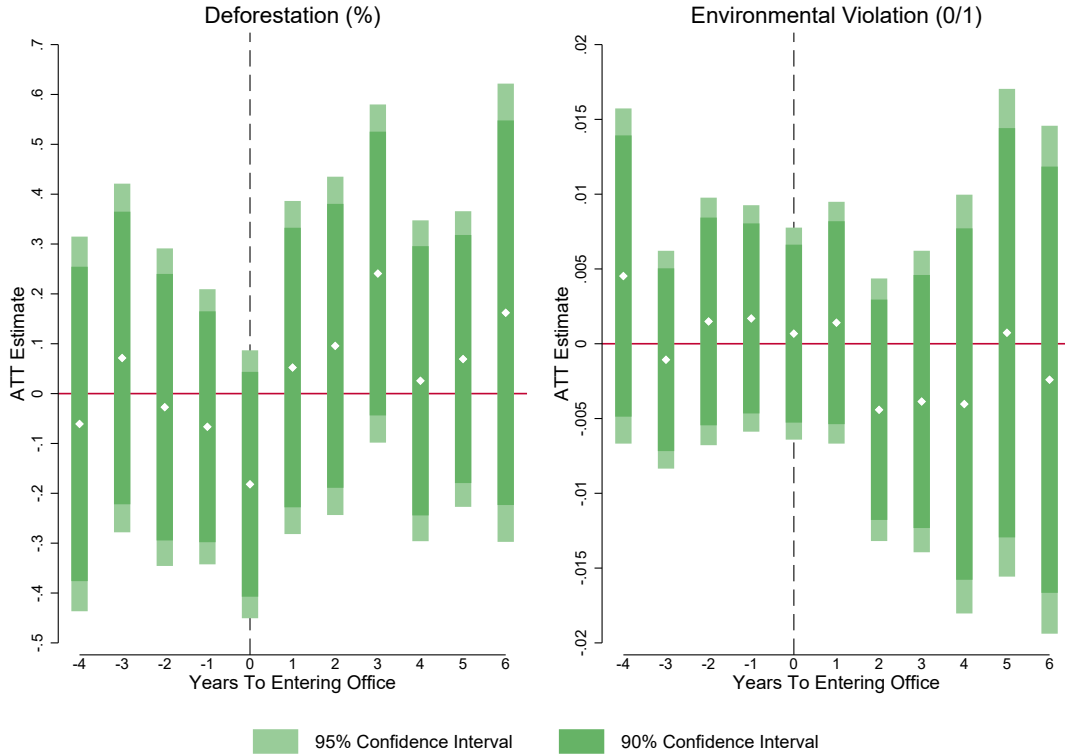 Deforestation (%)
.7
.6
.5
.4
.3
.2
.1
0
-.1
-.2
-.3
-.4
-.5
ATT Estimate
-4 -3 -2 -1 0 1 2 3 4 5 6
Years To Entering Office
Environmental Violation (0/1)
.02
.015
.01
.005
0
-.005
-.01
-.015
-.02
ATT Estimate
-4 -3 -2 -1 0 1 2 3 4 5 6
Years To Entering Office
95% Confidence Interval
90% Confidence Interval